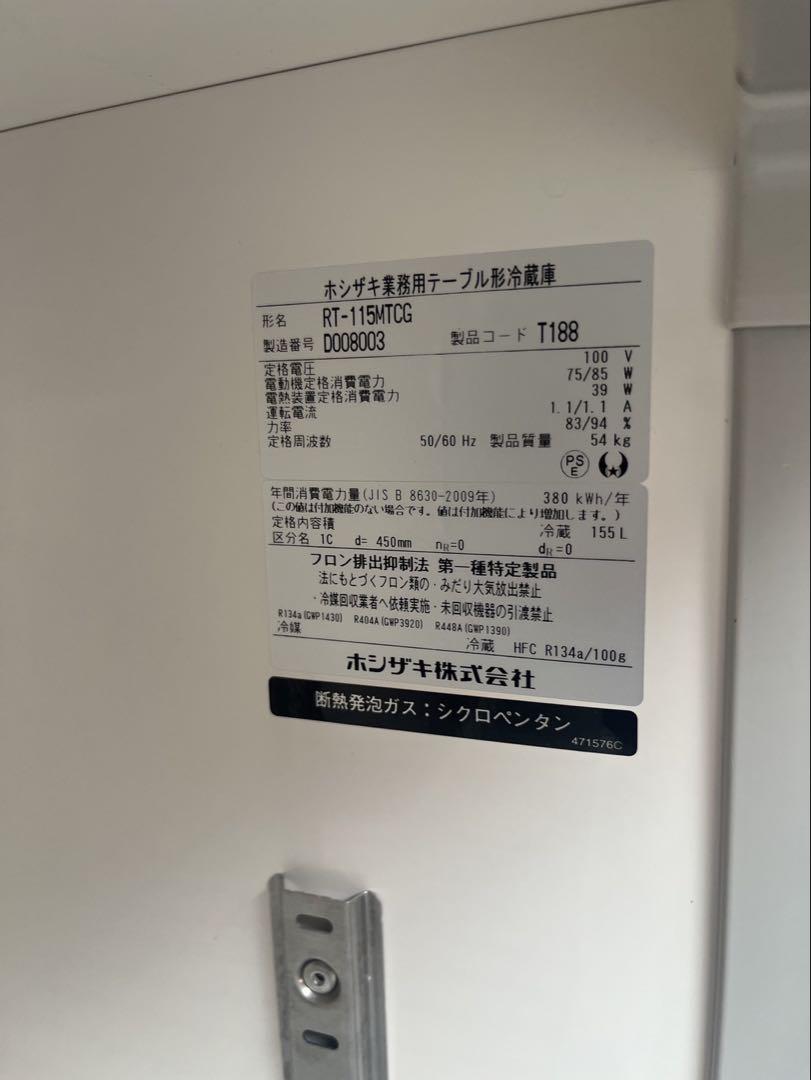 ホシザキ業務用テーブル形冷蔵庫
形名 RT-115MTCG
製造番号 D008003 製品コード T188
定格電圧 100 V
電動機定格消費電力 75/85 W
電熱装置定格消費電力 39 W
運転電流 1.1/1.1 A
力率 83/94 %
定格周波数 50/60 Hz 製品質量 54 kg
PS
E
年間消費電力量(JIS B 8630-2009年) 380 kWh/年
(この値は付加機能のない場合です。値は付加機能により増加します。)
定格内容積 冷蔵 155 L
区分名 1C d= 450mm nR=0 dR=0
フロン排出抑制法 第一種特定製品
法にもとづくフロン類の・みだり大気放出禁止
・冷媒回収業者へ依頼実施・未回収機器の引渡禁止
R134a(GWP1430) R404A(GWP3920) R448A(GWP1390)
冷媒 冷蔵 HFC R134a/100g
ホシザキ株式会社
断熱発泡ガス:シクロペンタン
471576C